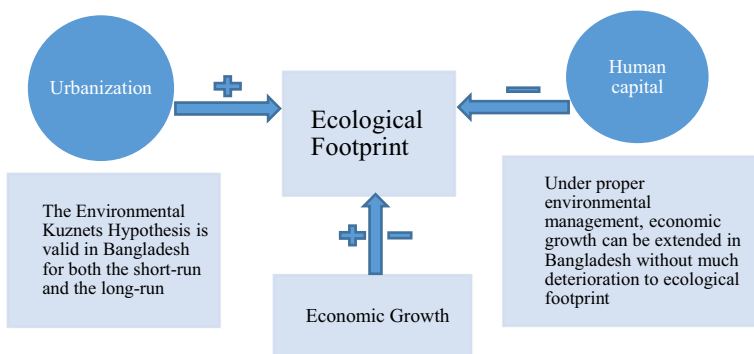 Urbanization
Human
capital
Ecological
Footprint
The Environmental
Kuznets Hypothesis is
valid in Bangladesh
for both the short-run
and the long-run
Under proper
environmental
management, economic
growth can be extended in
Bangladesh without much
deterioration to ecological
footprint
Economic Growth